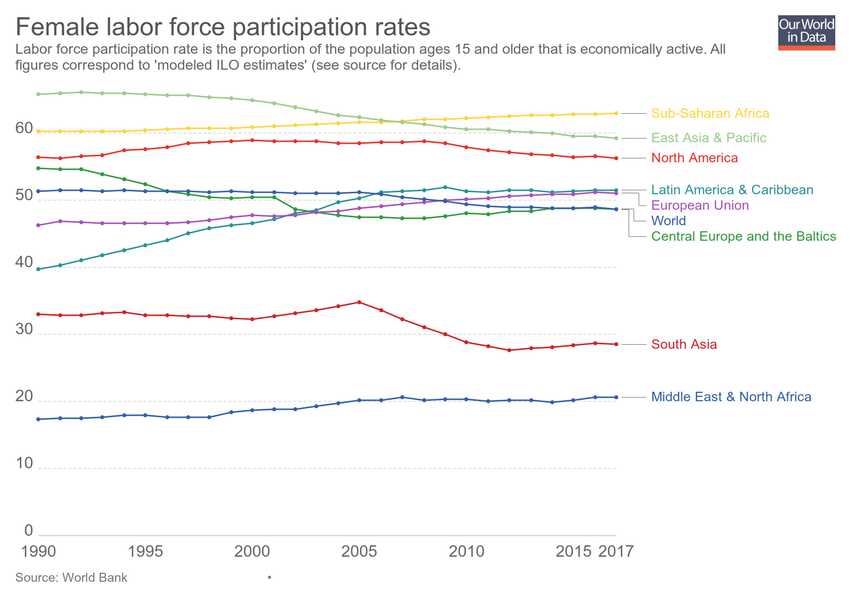 Female labor force participation rates
Our World
in Data
Labor force participation rate is the proportion of the population ages 15 and older that is economically active. All
figures correspond to 'modeled ILO estimates' (see source for details).
60
50
40
30
20
10
0
Sub-Saharan Africa
East Asia & Pacific
North America
Latin America & Caribbean
European Union
World
Central Europe and the Baltics
South Asia
Middle East & North Africa
1990 1995 2000 2005 2010 2015 2017
Source: World Bank •